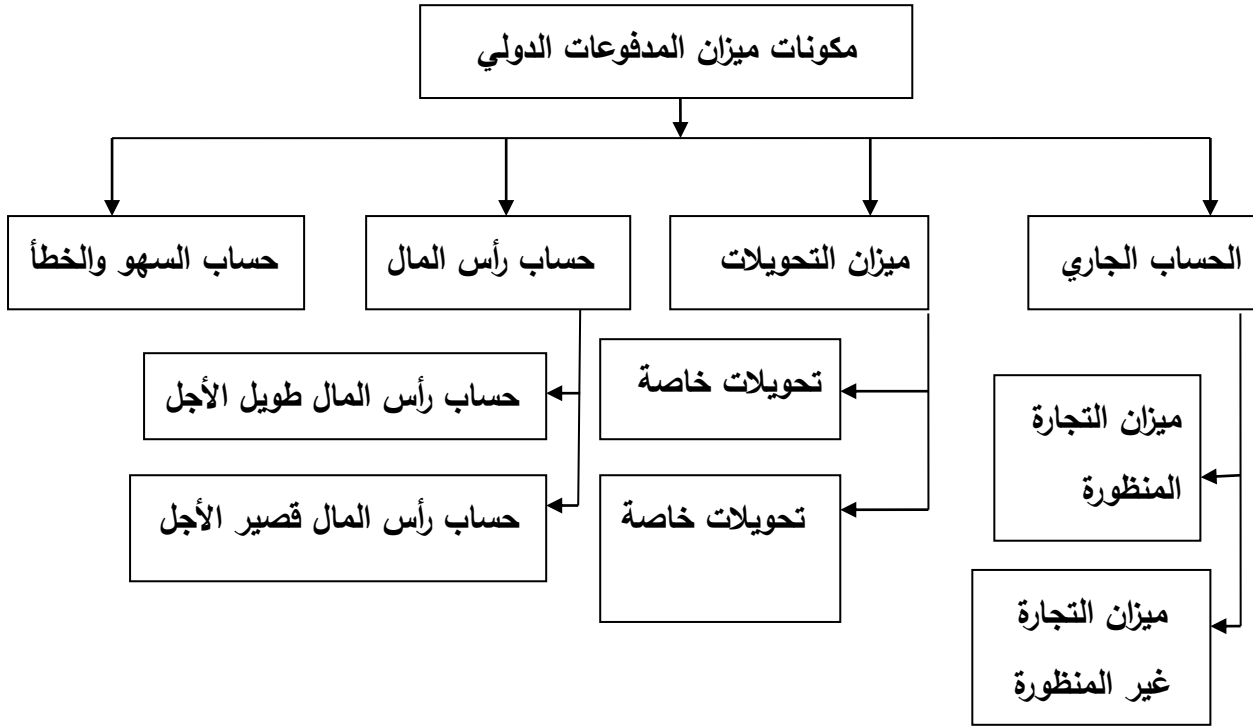 مكونات ميزان المدفوعات الدولي
الحساب الجاري
ميزان التحويلات
حساب رأس المال
حساب السهو والخطأ
ميزان التجارة
المنظورة
ميزان التجارة
غير المنظورة
تحويلات خاصة
تحويلات خاصة
حساب رأس المال طويل الأجل
حساب رأس المال قصير الأجل